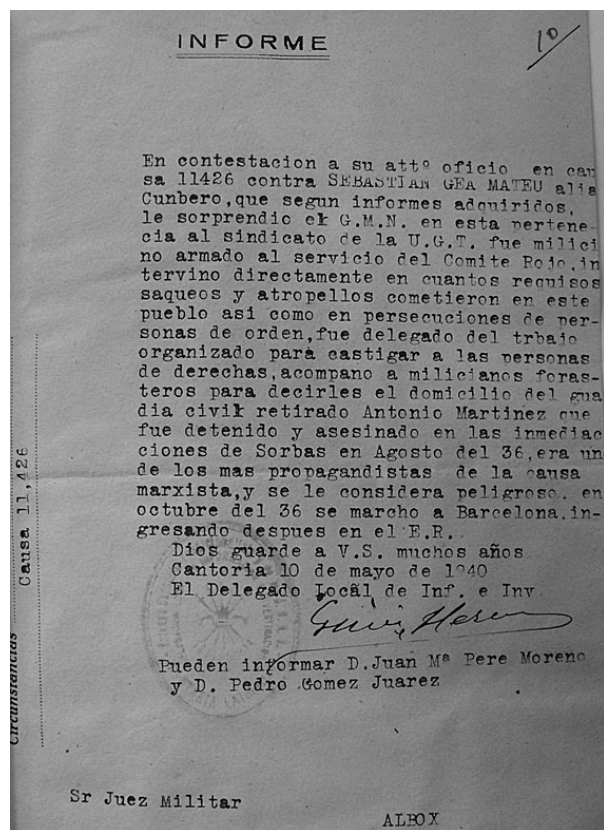 INFORME
10
En contestacion a su attº oficio en cau
sa 11426 contra SEBASTIAN GEA MATEU alia
Cunbero, que segun informes adquiridos,
le sorprendio el G.M.N. en esta pertene-
cia al sindicato de la U.G.T. fue milici
no armado al servicio del Comite Rojo, in
tervino directamente en cuantos requisos
saqueos y atropellos cometieron en este
pueblo asi como en persecuciones de per-
sonas de orden, fue delegado del trbajo
organizado para castigar a las personas
de derechas, acompano a milicianos foras-
teros para decirles el domicilio del gua
dia civil retirado Antonio Martinez que
fue detenido y asesinado en las inmediac
ciones de Sorbas en Agosto del 36, era un
de los mas propagandistas de la causa
marxista, y se le considera peligroso. en
octubre del 36 se marcho a Barcelona. in-
gresando despues en el E.R.
Dios guarde a V.S. muchos años
Cantoria 10 de mayo de 1940
El Delegado Local de Inf. e Inv.
Pueden informar D. Juan Mª Pere Moreno
y D. Pedro Gomez Juarez
Sr Juez Militar
ALBOX
Causa 11,426
Circunstancias